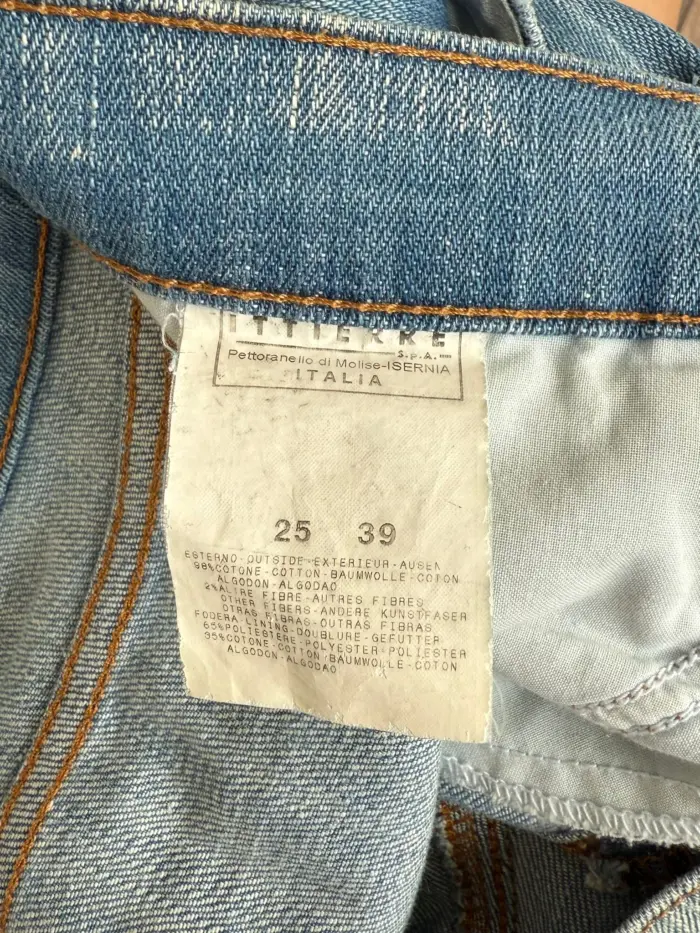 ITTIERRE
S.P.A.
Pettoranello di Molise-ISERNIA
ITALIA
25 39
ESTERNO-OUTSIDE-EXTERIEUR-AUSEN
98%COTONE-COTTON-BAUMWOLLE-COTON
ALGODON-ALGODAO
2%ALTRE FIBRE-AUTRES FIBRES
OTHER FIBERS-ANDERE KUNSTFASER
OTRAS FIBRAS-OUTRAS FIBRAS
FODERA-LINING-DOUBLURE-GEFUTTER
65%POLIESTERE-POLYESTER-POLIESTER
35%COTONE-COTTON-BAUMWOLLE-COTON
ALGODON-ALGODAO